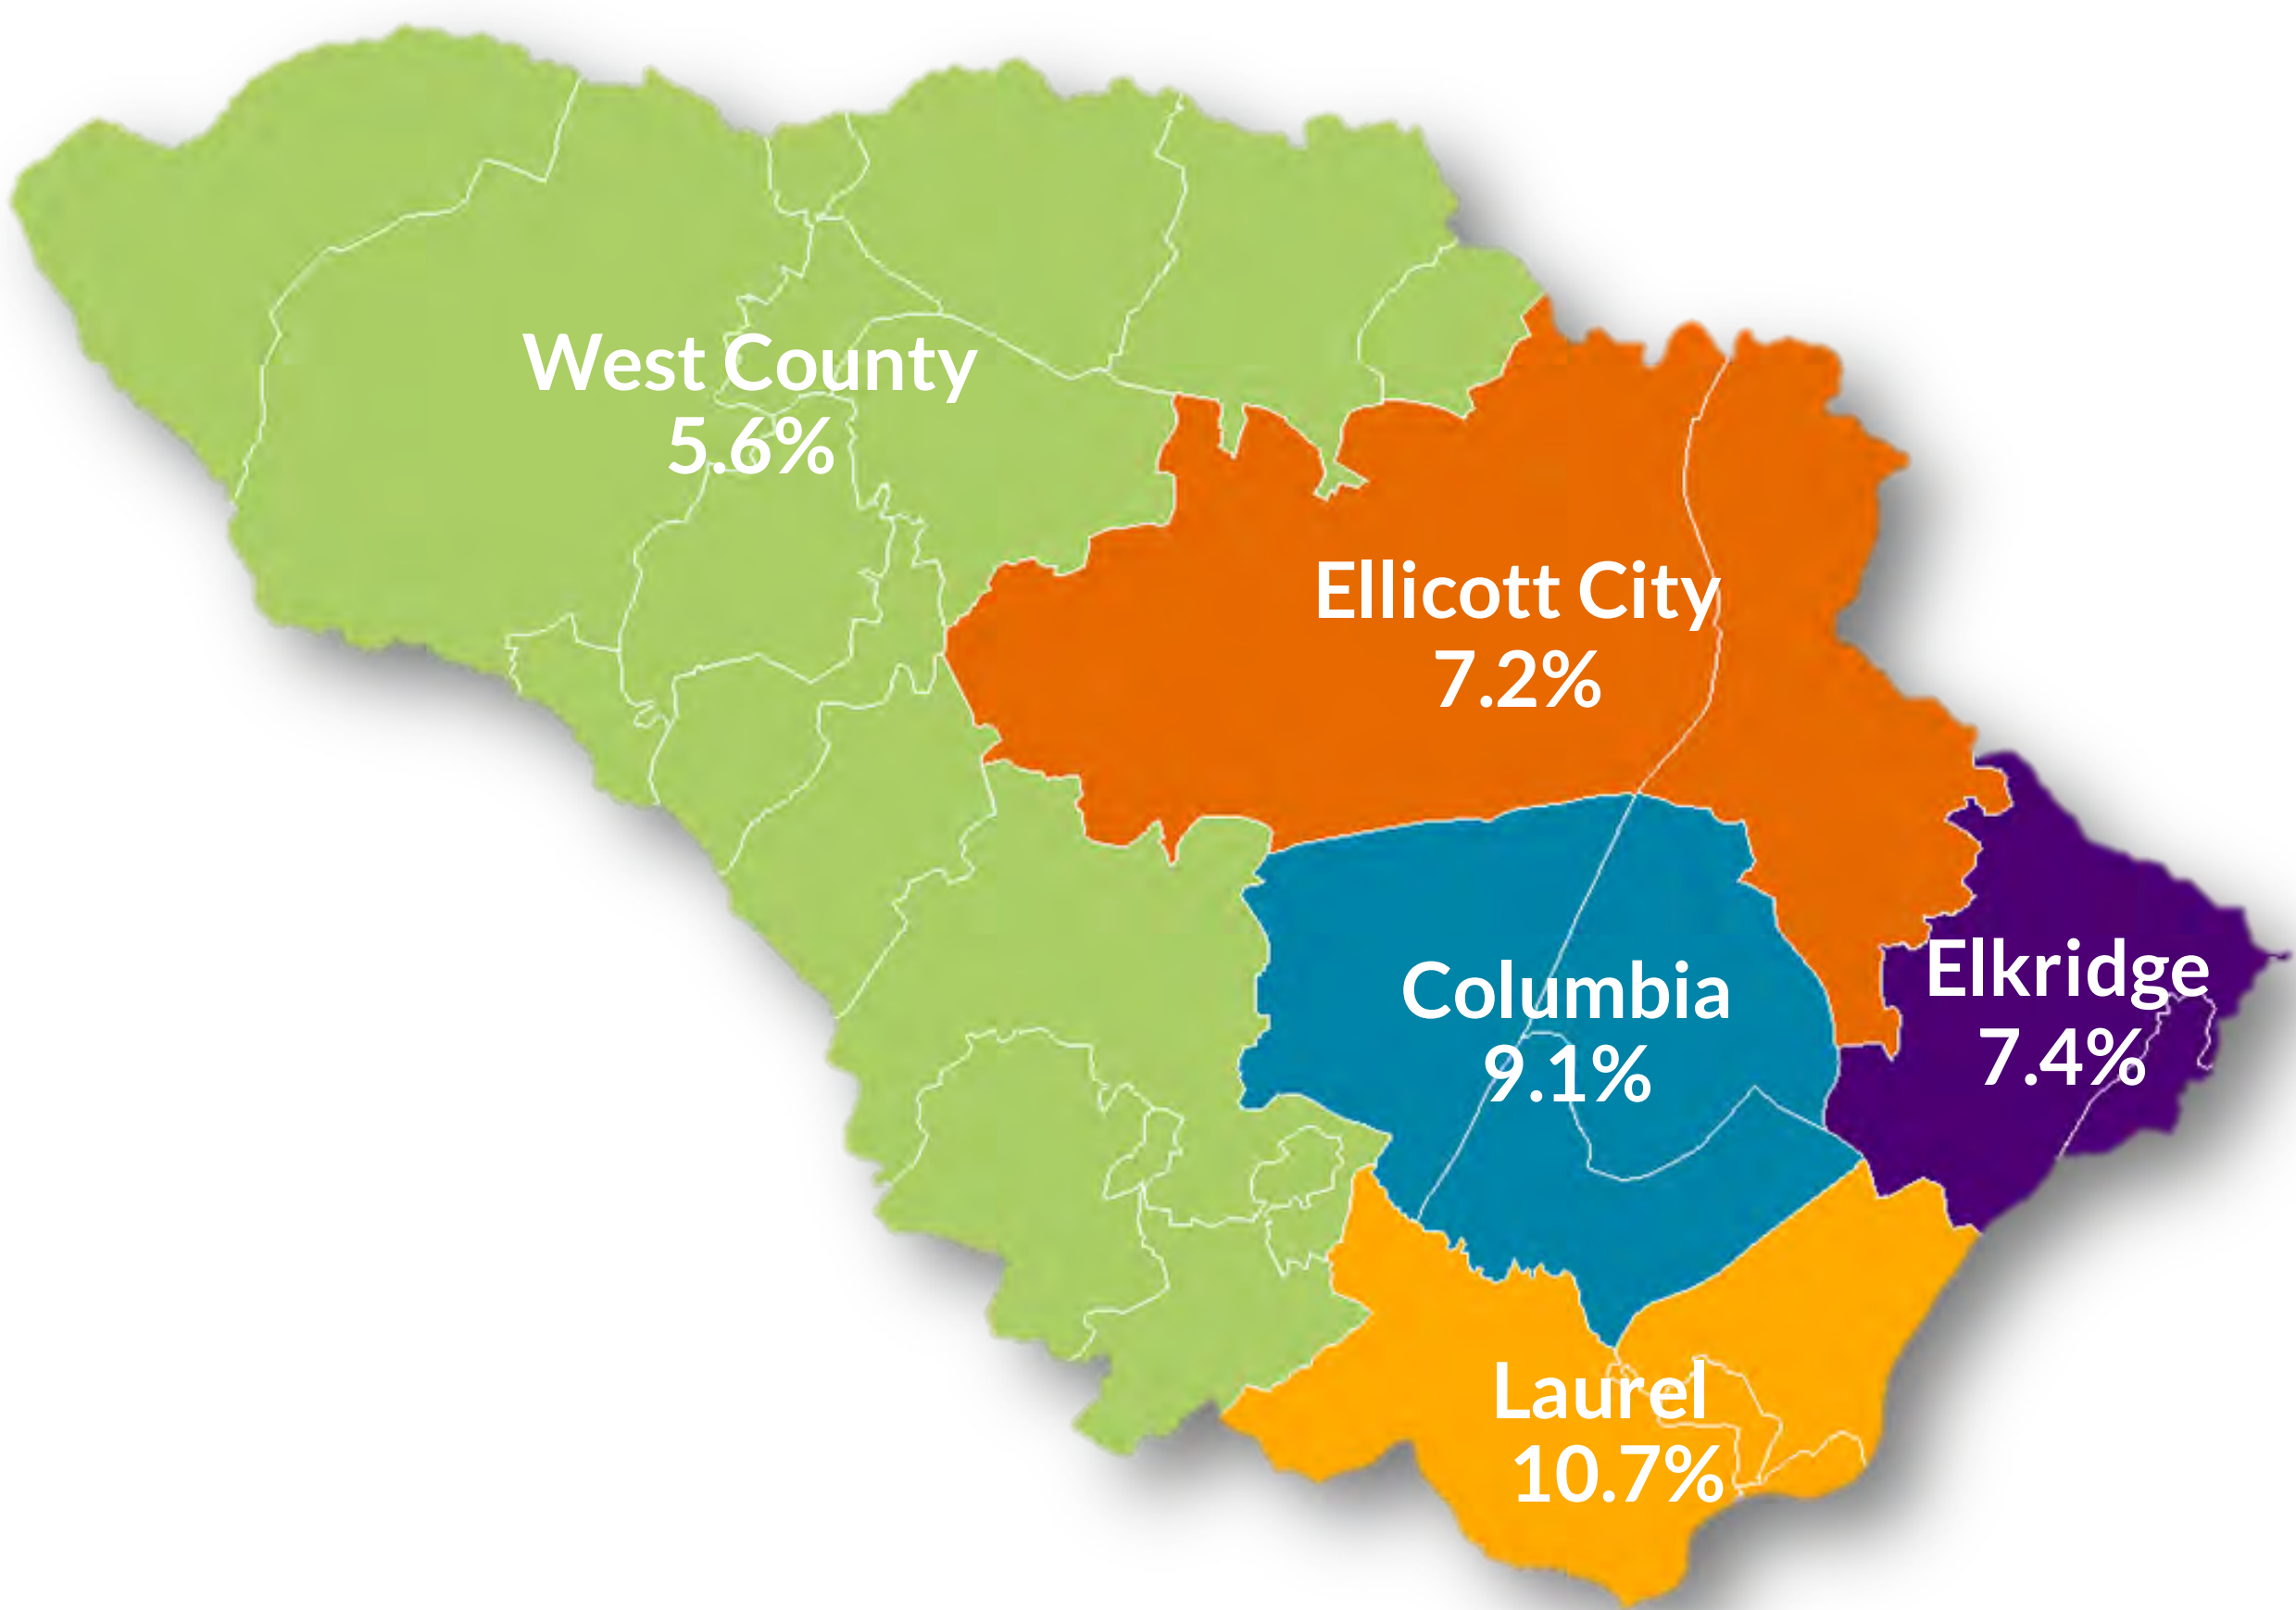 West County
5.6%
Ellicott City
7.2%
Columbia
9.1%
Elkridge
7.4%
Laurel
10.7%